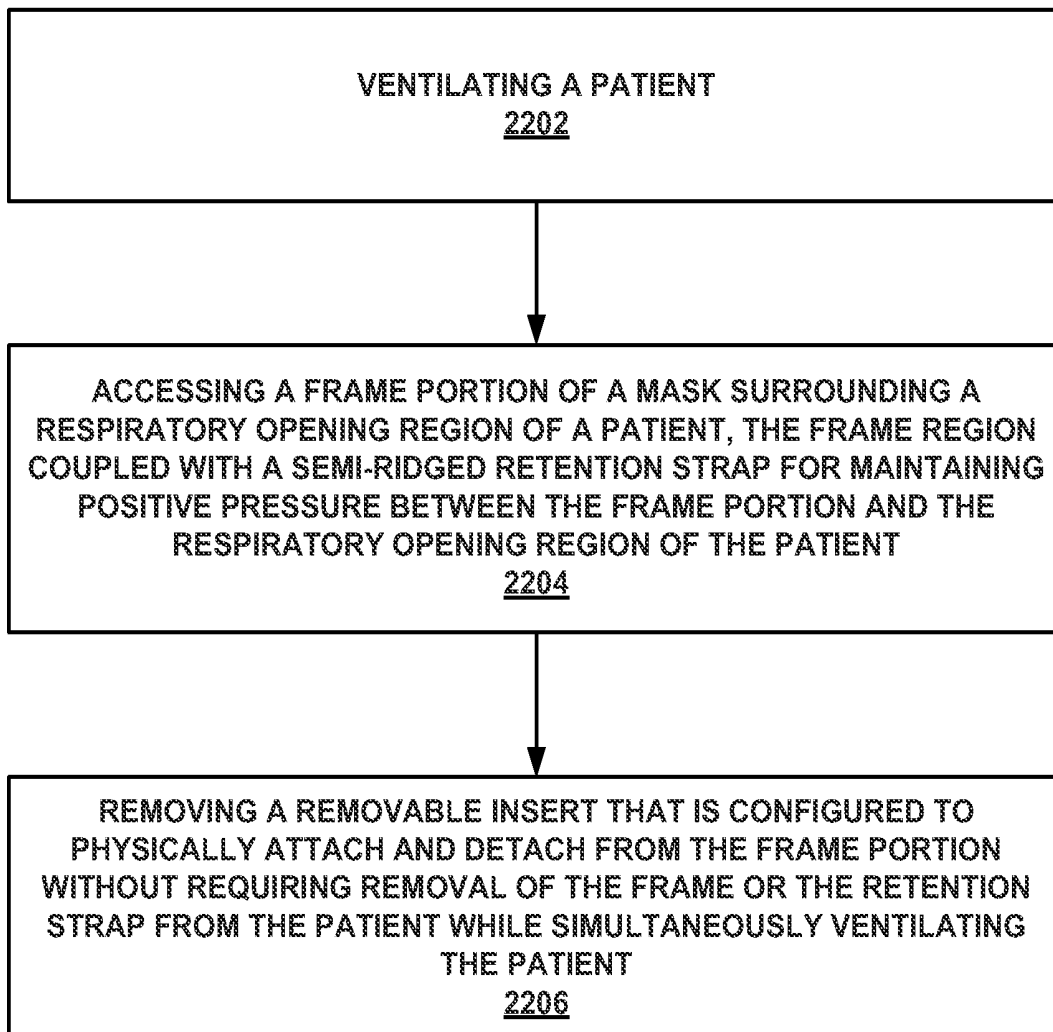 VENTILATING A PATIENT
2202
ACCESSING A FRAME PORTION OF A MASK SURROUNDING A
RESPIRATORY OPENING REGION OF A PATIENT, THE FRAME REGION
COUPLED WITH A SEMI-RIDGED RETENTION STRAP FOR MAINTAINING
POSITIVE PRESSURE BETWEEN THE FRAME PORTION AND THE
RESPIRATORY OPENING REGION OF THE PATIENT
2204
REMOVING A REMOVABLE INSERT THAT IS CONFIGURED TO
PHYSICALLY ATTACH AND DETACH FROM THE FRAME PORTION
WITHOUT REQUIRING REMOVAL OF THE FRAME OR THE RETENTION
STRAP FROM THE PATIENT WHILE SIMULTANEOUSLY VENTILATING
THE PATIENT
2206